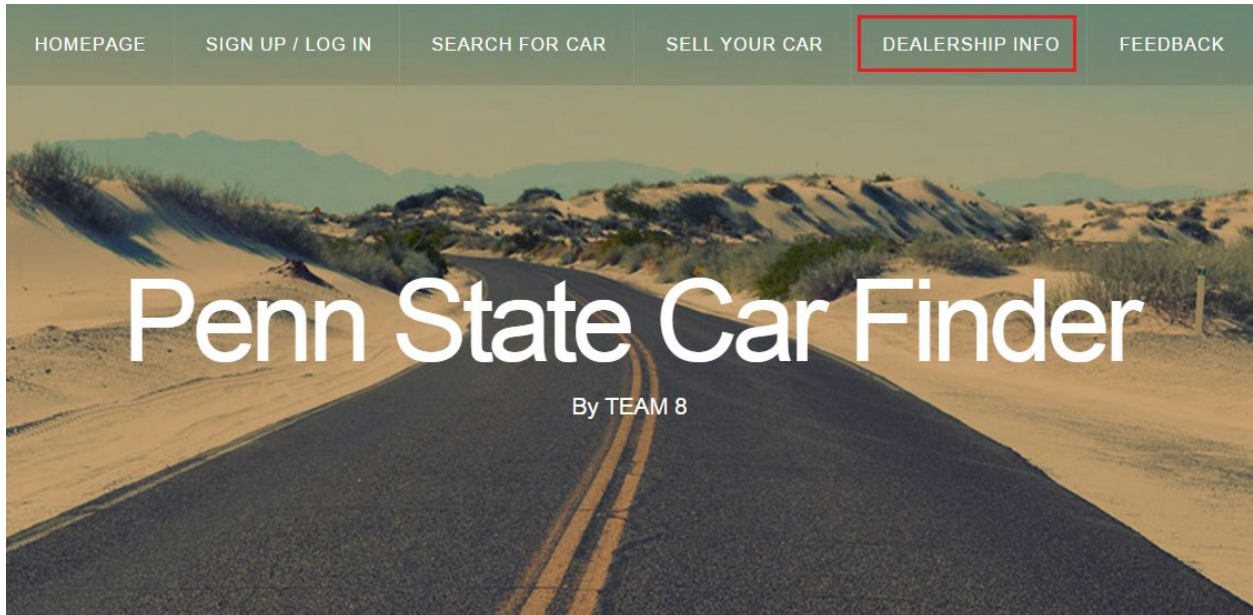 HOMEPAGE SIGN UP / LOG IN SEARCH FOR CAR SELL YOUR CAR DEALERSHIP INFO FEEDBACK
Penn State Car Finder
By TEAM 8